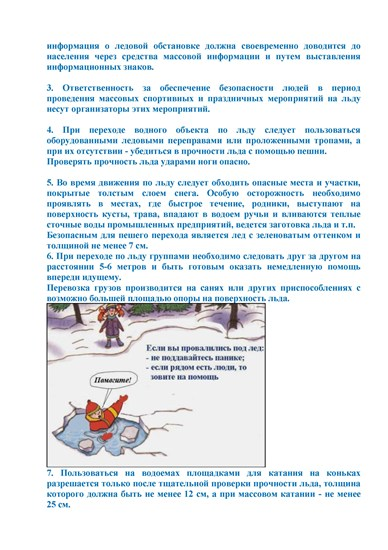 информация о ледовой обстановке должна своевременно доводится до
населения через средства массовой информации и путем выставления
информационных знаков.
3. Ответственность за обеспечение безопасности людей в период
проведения массовых спортивных и праздничных мероприятий на льду
несут организаторы этих мероприятий.
4. При переходе водного объекта по льду следует пользоваться
оборудованными ледовыми переправами или проложенными тропами, а
при их отсутствии - убедиться в прочности льда с помощью пешни.
Проверять прочность льда ударами ноги опасно.
5. Во время движения по льду следует обходить опасные места и участки,
покрытые толстым слоем снега. Особую осторожность необходимо
проявлять в местах, где быстрое течение, родники, выступают на
поверхность кусты, трава, впадают в водоем ручьи и вливаются теплые
сточные воды промышленных предприятий, ведется заготовка льда и т.п.
Безопасным для пешего перехода является лед с зеленоватым оттенком и
толщиной не менее 7 см.
6. При переходе по льду группами необходимо следовать друг за другом на
расстоянии 5-6 метров и быть готовым оказать немедленную помощь
впереди идущему.
Перевозка грузов производится на санях или других приспособлениях с
возможно большей площадью опоры на поверхность льда.
Если вы провалились под лед:
- не поддавайтесь панике;
- если рядом есть люди, то
зовите на помощь
Помогите!
7. Пользоваться на водоемах площадками для катания на коньках
разрешается только после тщательной проверки прочности льда, толщина
которого должна быть не менее 12 см, а при массовом катании - не менее
25 см.